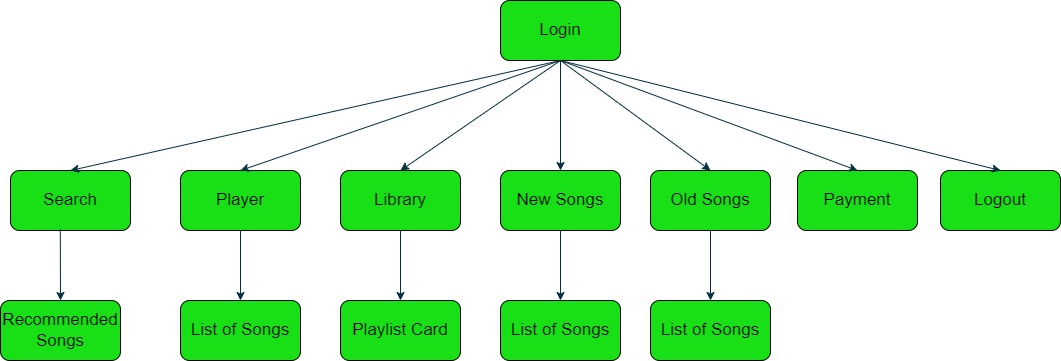 Login
Search
Player
Library
New Songs
Old Songs
Payment
Logout
Recommended
Songs
List of Songs
Playlist Card
List of Songs
List of Songs